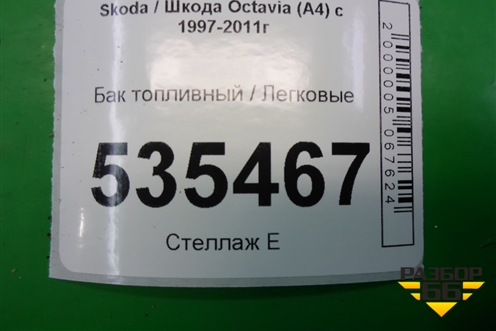 Skoda / Шкода Octavia (A4) с
1997-2011г
Бак топливный / Легковые
535467
Стеллаж Е
2000005067624
РАЗБОР
66